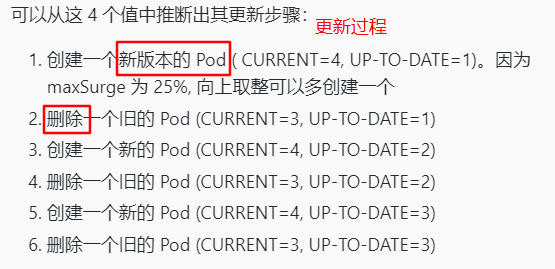 可以从这 4 个值中推断出其更新步骤：
更新过程
1. 创建一个新版本的 Pod ( CURRENT=4, UP-TO-DATE=1)。因为
maxSurge 为 25%, 向上取整可以多创建一个
2. 删除一个旧的 Pod (CURRENT=3, UP-TO-DATE=1)
3. 创建一个新的 Pod (CURRENT=4, UP-TO-DATE=2)
4. 删除一个旧的 Pod (CURRENT=3, UP-TO-DATE=2)
5. 创建一个新的 Pod (CURRENT=4, UP-TO-DATE=3)
6. 删除一个旧的 Pod (CURRENT=3, UP-TO-DATE=3)